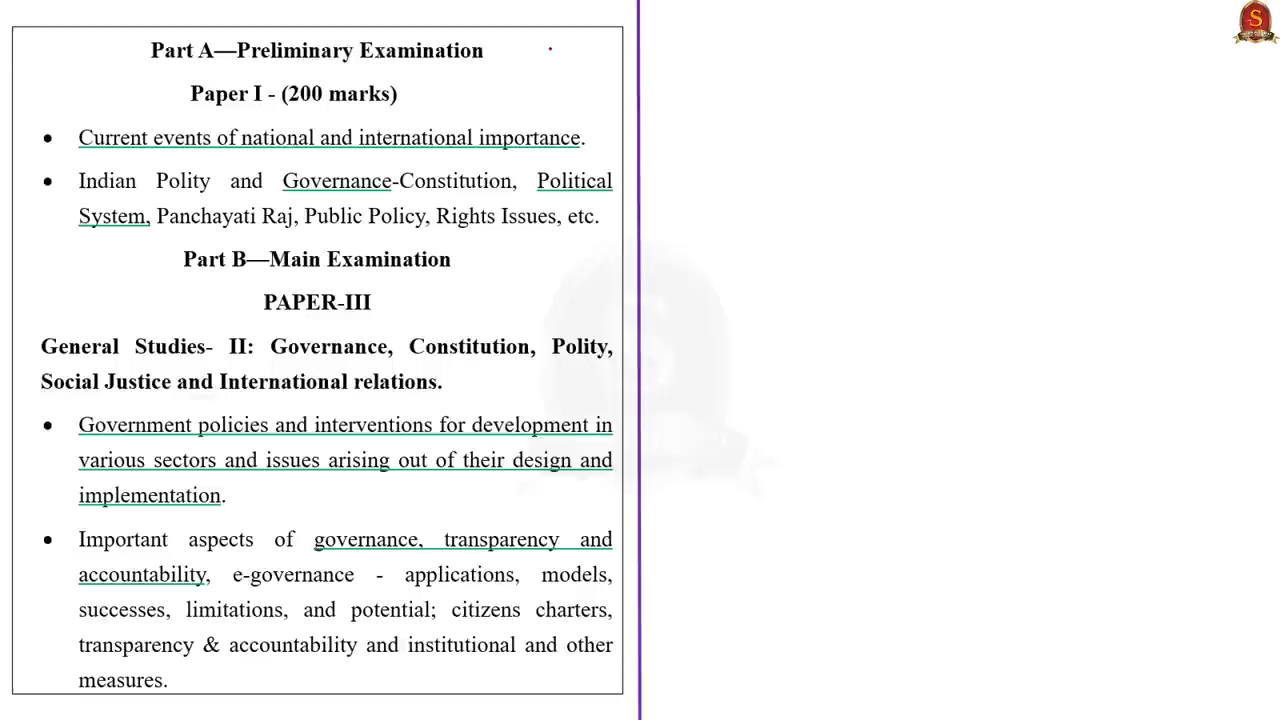 Part A—Preliminary Examination
Paper I - (200 marks)
• Current events of national and international importance.
• Indian Polity and Governance-Constitution, Political
System, Panchayati Raj, Public Policy, Rights Issues, etc.
Part B—Main Examination
PAPER-III
General Studies- II: Governance, Constitution, Polity,
Social Justice and International relations.
• Government policies and interventions for development in
various sectors and issues arising out of their design and
implementation.
• Important aspects of governance, transparency and
accountability, e-governance - applications, models,
successes, limitations, and potential; citizens charters,
transparency & accountability and institutional and other
measures.
S